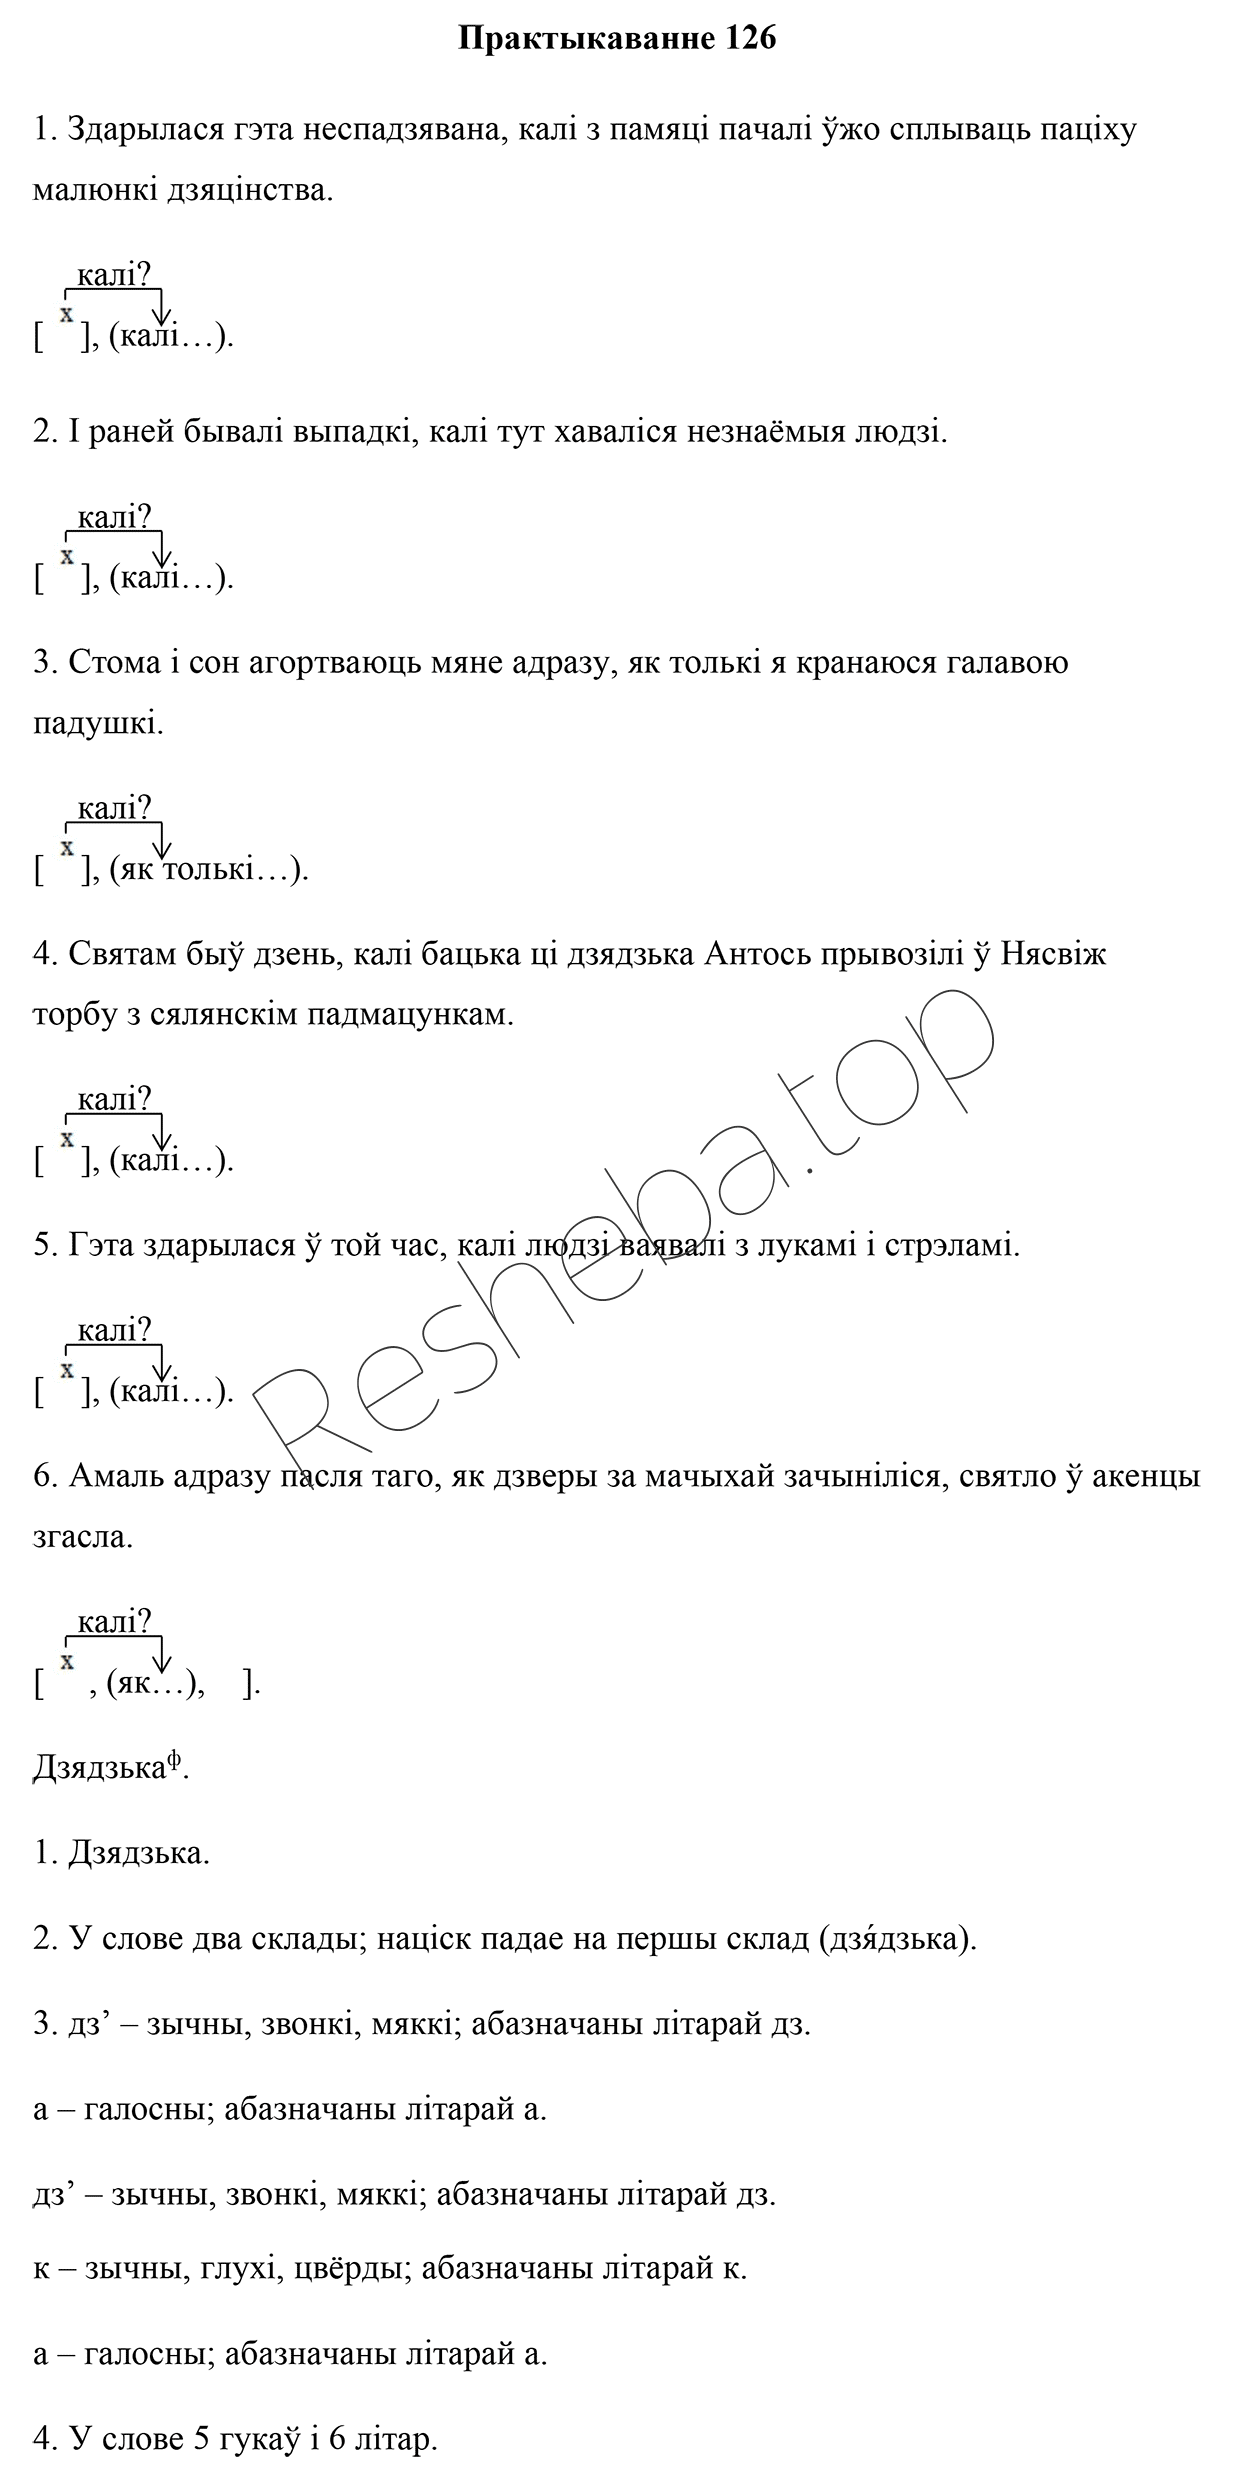 Практыкаванне 126
1. Здарылася гэта неспадзявана, калі з памяці пачалі ўжо сплываць паціху
малюнкі дзяцінства.
калі?
х
[ ], (калі…).
2. І раней бывалі выпадкі, калі тут хаваліся незнаёмыя людзі.
калі?
х
[ ], (калі…).
3. Стома і сон агортваюць мяне адразу, як толькі я кранаюся галавою
падушкі.
калі?
х
[ ], (як толькі…).
4. Святам быў дзень, калі бацька ці дзядзька Антось прывозілі ў Нясвіж
торбу з сялянскім падмацункам.
калі?
х
[ ], (калі…).
5. Гэта здарылася ў той час, калі людзі ваявалі з лукамі і стрэламі.
калі?
х
[ ], (калі…).
6. Амаль адразу пасля таго, як дзверы за мачыхай зачыніліся, святло ў акенцы
згасла.
калі?
х
[ , (як…), ].
Дзядзькаф.
1. Дзядзька.
2. У слове два склады; націск падае на першы склад (дзя́дзька).
3. дз’ – зычны, звонкі, мяккі; абазначаны літарай дз.
а – галосны; абазначаны літарай а.
дз’ – зычны, звонкі, мяккі; абазначаны літарай дз.
к – зычны, глухі, цвёрды; абазначаны літарай к.
а – галосны; абазначаны літарай а.
4. У слове 5 гукаў і 6 літар.
Resheba.top